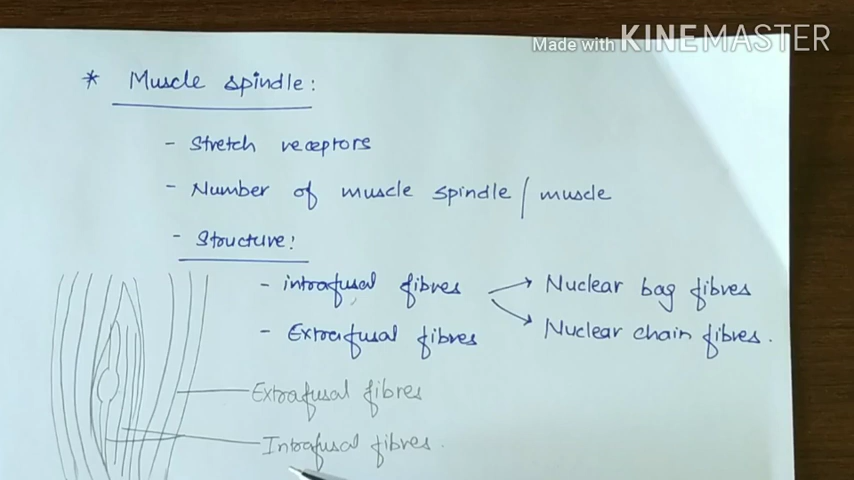 Made with KINEMASTER
* Muscle spindle:
- Stretch receptors
- Number of muscle spindle / muscle
- Structure:
- intrafusal fibres → Nuclear bag fibres
→ Nuclear chain fibres.
- Extrafusal fibres
Extrafusal fibres
Intrafusal fibres.